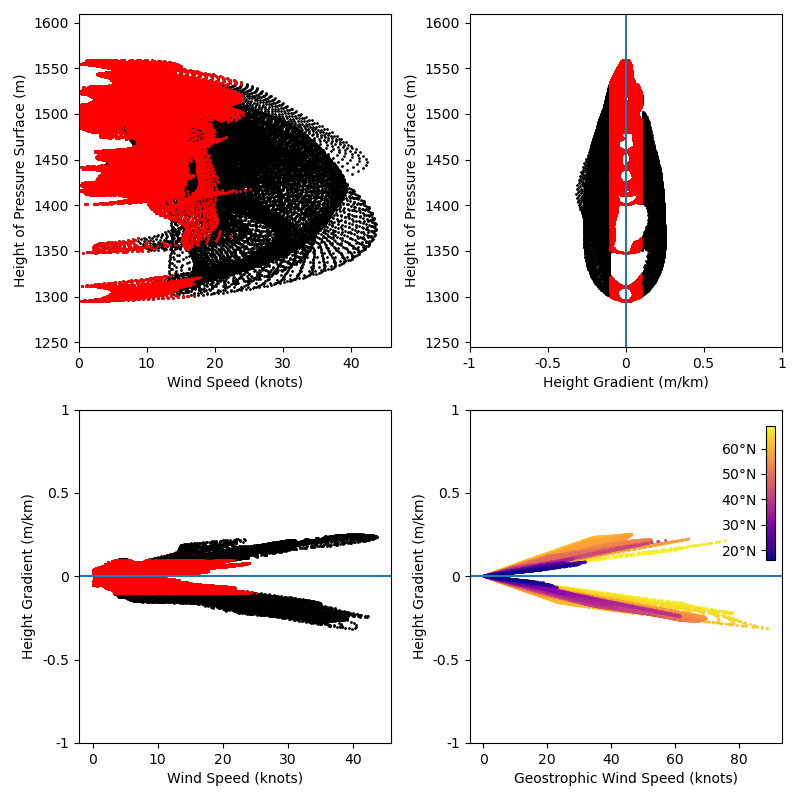 1600
1550
1500
1450
1400
1350
1300
1250
Height of Pressure Surface (m)
0 10 20 30 40
Wind Speed (knots)
1600
1550
1500
1450
1400
1350
1300
1250
Height of Pressure Surface (m)
-1 -0.5 0 0.5 1
Height Gradient (m/km)
1
0.5
0
-0.5
-1
Height Gradient (m/km)
0 10 20 30 40
Wind Speed (knots)
1
0.5
0
-0.5
-1
Height Gradient (m/km)
60°N
50°N
40°N
30°N
20°N
0 20 40 60 80
Geostrophic Wind Speed (knots)